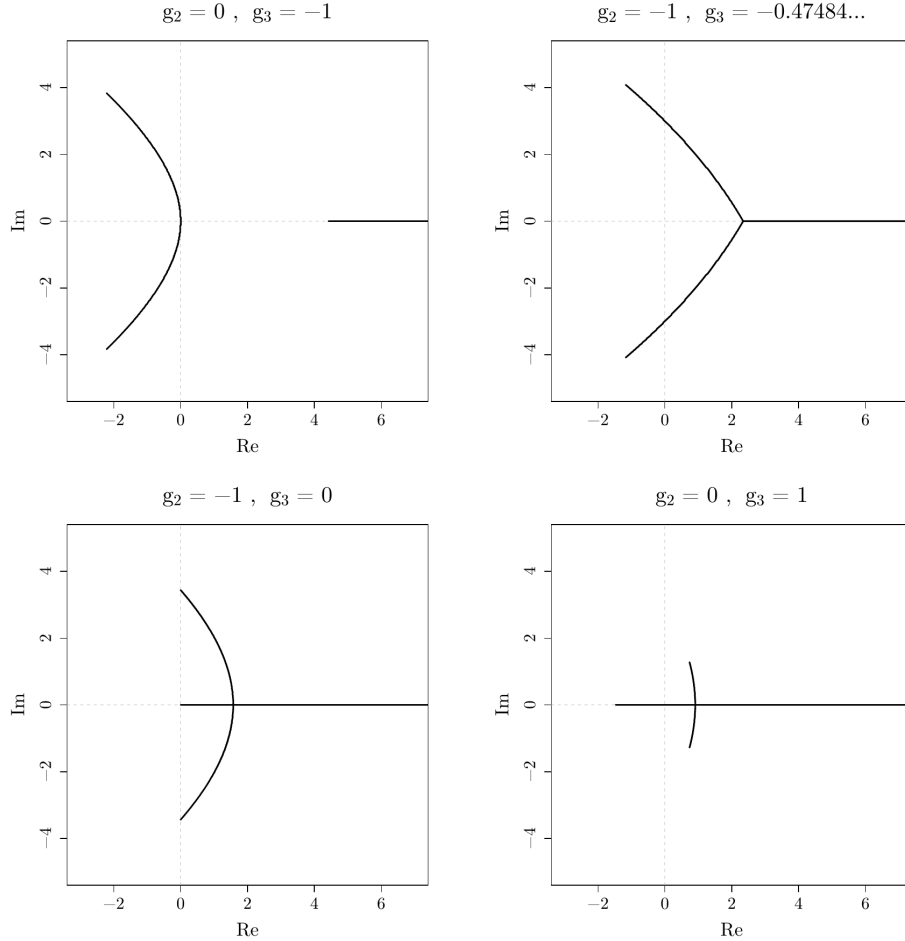 g₂ = 0 , g₃ = −1
4
2
0
−2
−4
Im
−2 0 2 4 6
Re
g₂ = −1 , g₃ = −0.47484...
4
2
0
−2
−4
Im
−2 0 2 4 6
Re
g₂ = −1 , g₃ = 0
4
2
0
−2
−4
Im
−2 0 2 4 6
Re
g₂ = 0 , g₃ = 1
4
2
0
−2
−4
Im
−2 0 2 4 6
Re